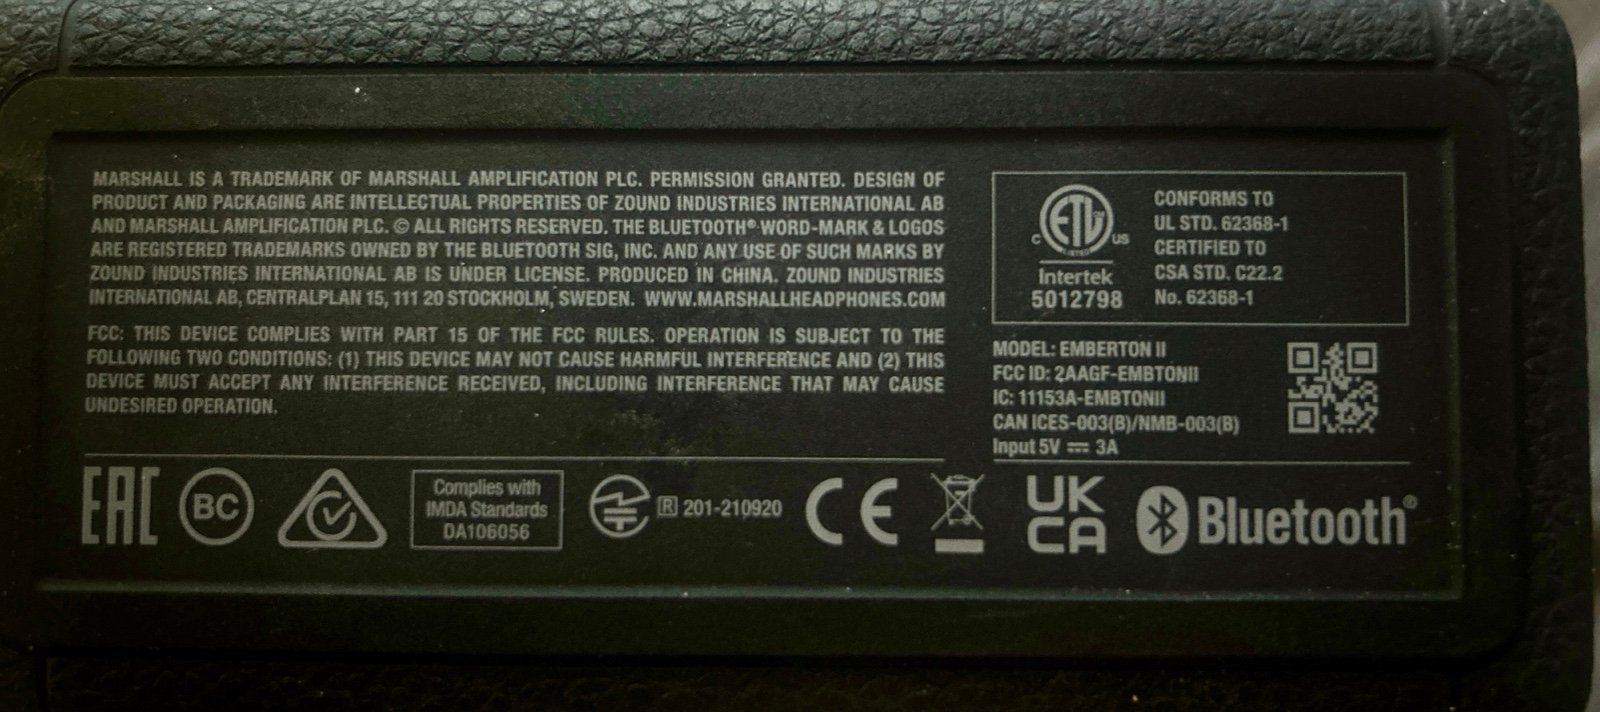 MARSHALL IS A TRADEMARK OF MARSHALL AMPLIFICATION PLC. PERMISSION GRANTED. DESIGN OF
PRODUCT AND PACKAGING ARE INTELLECTUAL PROPERTIES OF ZOUND INDUSTRIES INTERNATIONAL AB
AND MARSHALL AMPLIFICATION PLC. © ALL RIGHTS RESERVED. THE BLUETOOTH® WORD-MARK & LOGOS
ARE REGISTERED TRADEMARKS OWNED BY THE BLUETOOTH SIG, INC. AND ANY USE OF SUCH MARKS BY
ZOUND INDUSTRIES INTERNATIONAL AB IS UNDER LICENSE. PRODUCED IN CHINA. ZOUND INDUSTRIES
INTERNATIONAL AB, CENTRALPLAN 15, 111 20 STOCKHOLM, SWEDEN. WWW.MARSHALLHEADPHONES.COM
FCC: THIS DEVICE COMPLIES WITH PART 15 OF THE FCC RULES. OPERATION IS SUBJECT TO THE
FOLLOWING TWO CONDITIONS: (1) THIS DEVICE MAY NOT CAUSE HARMFUL INTERFERENCE AND (2) THIS
DEVICE MUST ACCEPT ANY INTERFERENCE RECEIVED, INCLUDING INTERFERENCE THAT MAY CAUSE
UNDESIRED OPERATION.
ETL
C US
Intertek
5012798
CONFORMS TO
UL STD. 62368-1
CERTIFIED TO
CSA STD. C22.2
No. 62368-1
MODEL: EMBERTON II
FCC ID: 2AAGF-EMBTONII
IC: 11153A-EMBTONII
CAN ICES-003(B)/NMB-003(B)
Input 5V ⎓ 3A
EAC
BC
Complies with
IMDA Standards
DA106056
R 201-210920
CE
UK
CA
Bluetooth®